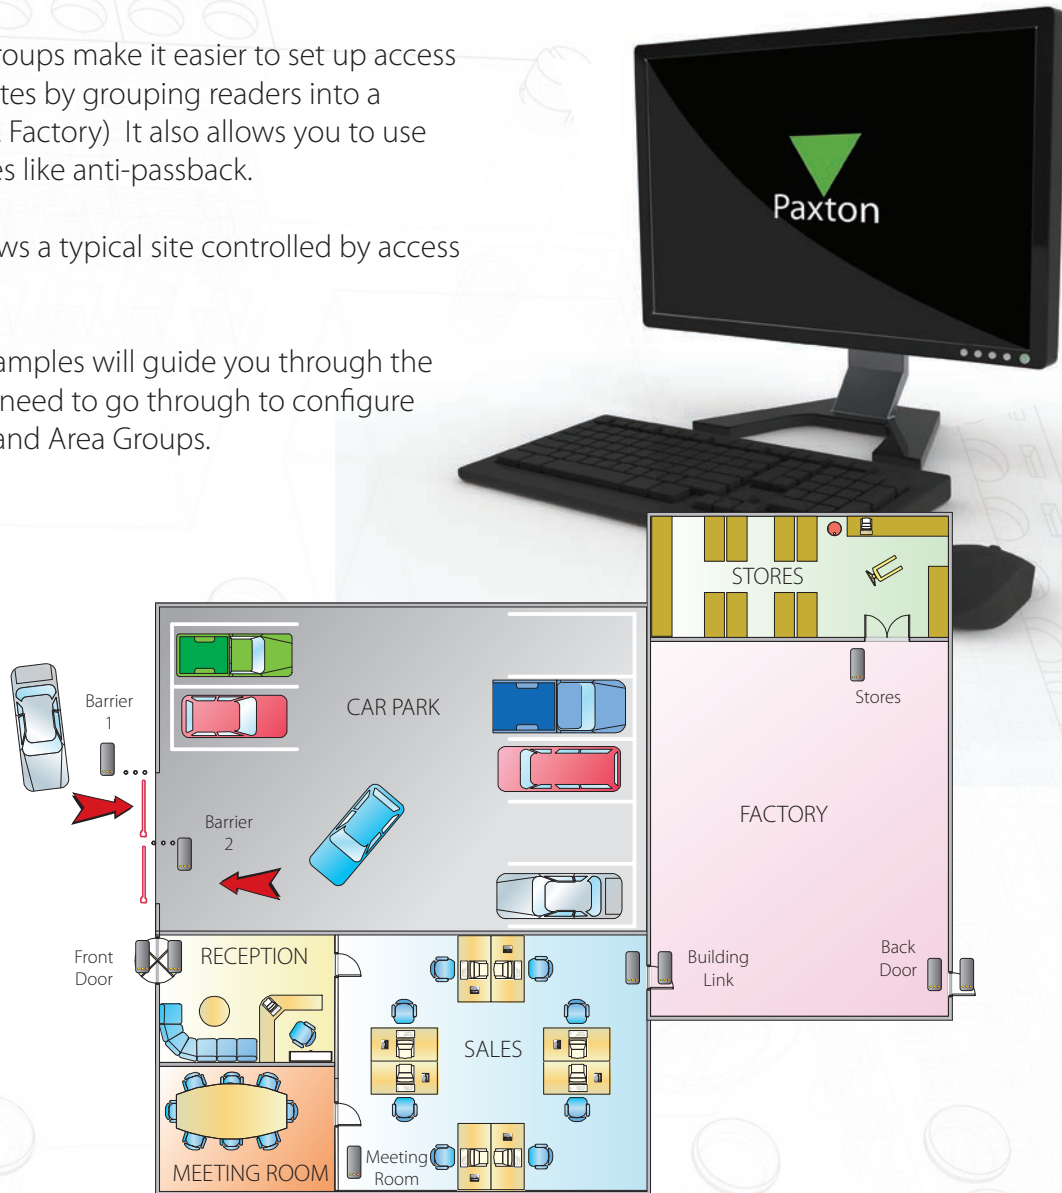 roups make it easier to set up access
tes by grouping readers into a
Factory) It also allows you to use
es like anti-passback.
ws a typical site controlled by access
amples will guide you through the
need to go through to configure
and Area Groups.
Paxton
STORES
Stores
Barrier
1
CAR PARK
Barrier
2
FACTORY
Front
Door
RECEPTION
Building
Link
Back
Door
SALES
MEETING ROOM
Meeting
Room